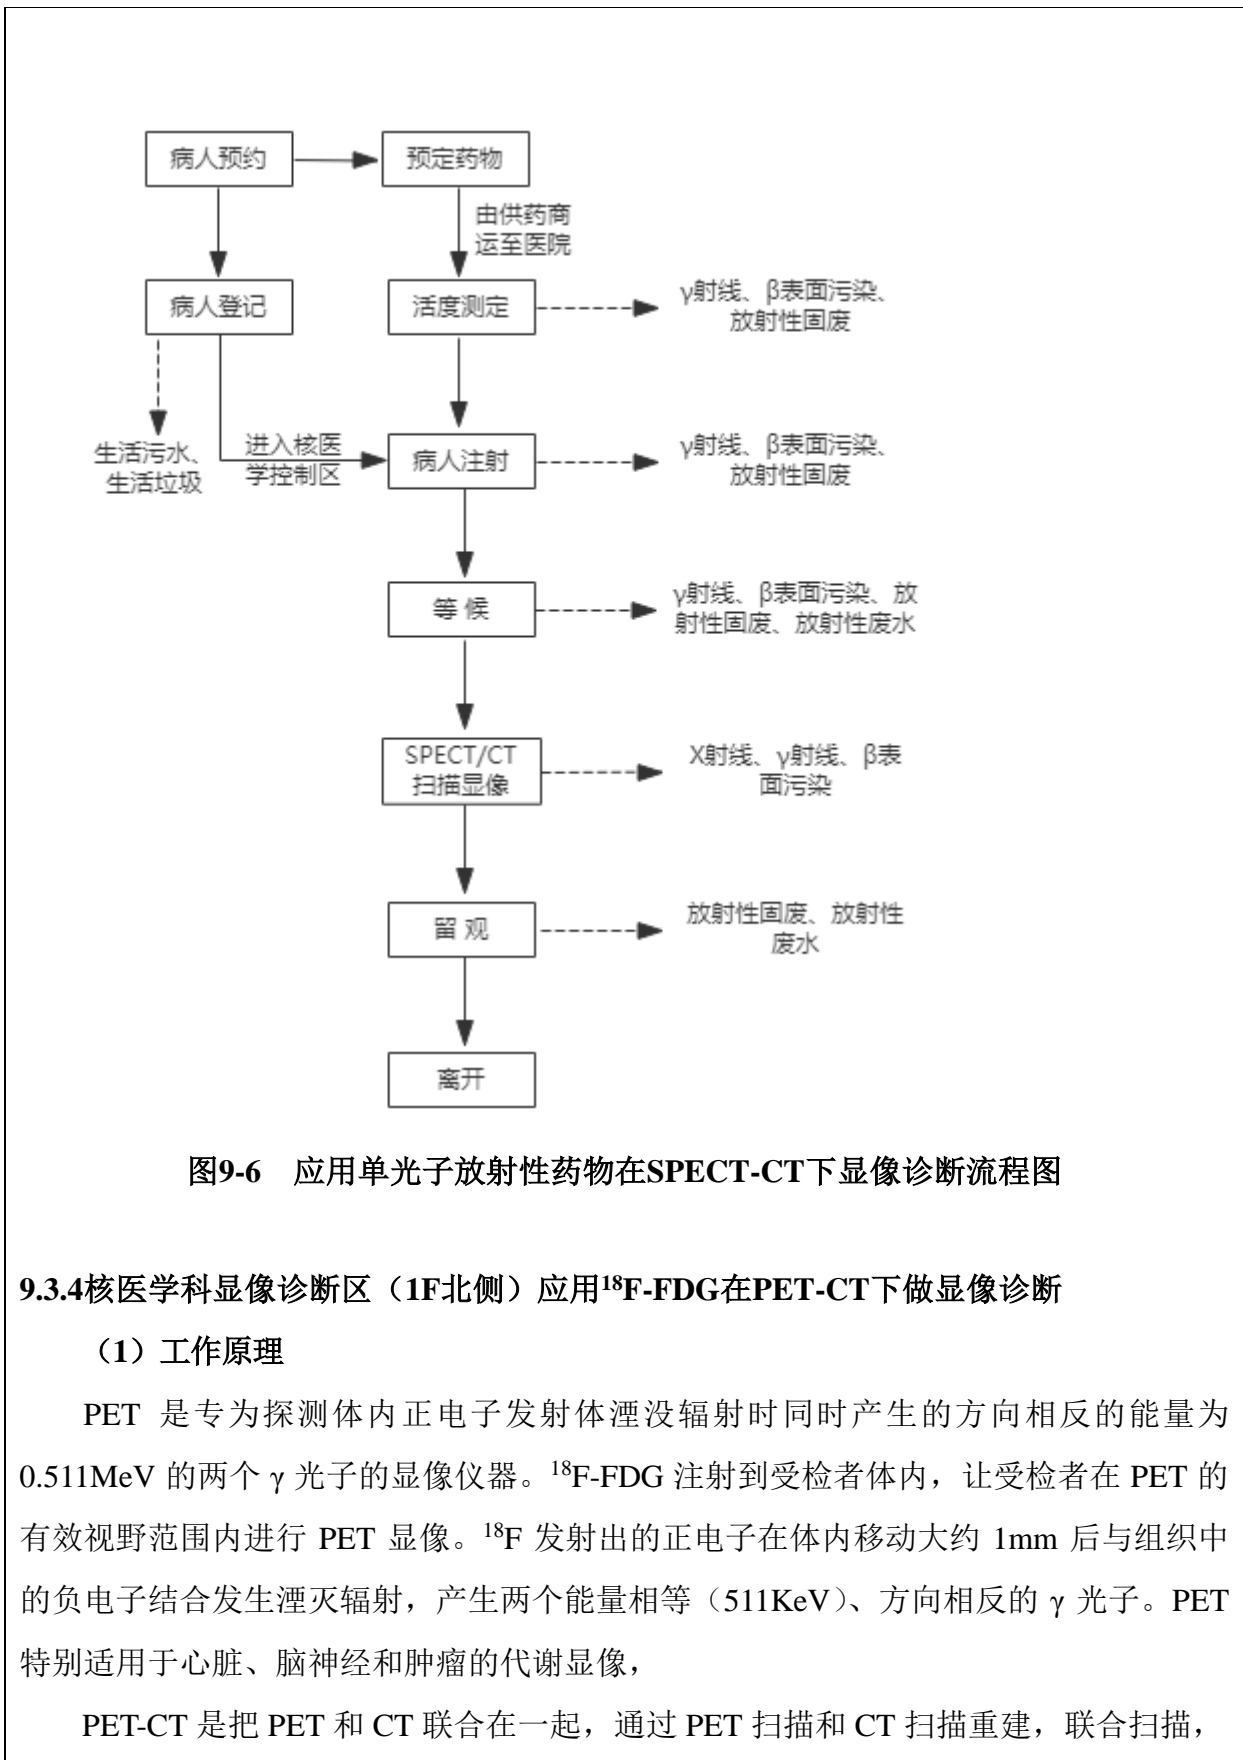 病人预约
预定药物
由供药商
运至医院
病人登记
活度测定
γ射线、β表面污染、
放射性固废
生活污水、
生活垃圾
进入核医
学控制区
病人注射
γ射线、β表面污染、
放射性固废
等 候
γ射线、β表面污染、放
射性固废、放射性废水
SPECT/CT
扫描显像
X射线、γ射线、β表
面污染
留 观
放射性固废、放射性
废水
离开
图9-6 应用单光子放射性药物在SPECT-CT下显像诊断流程图
9.3.4核医学科显像诊断区（1F北侧）应用¹⁸F-FDG在PET-CT下做显像诊断
（1）工作原理
PET 是专为探测体内正电子发射体湮没辐射时同时产生的方向相反的能量为
0.511MeV 的两个 γ 光子的显像仪器。¹⁸F-FDG 注射到受检者体内，让受检者在 PET 的
有效视野范围内进行 PET 显像。¹⁸F 发射出的正电子在体内移动大约 1mm 后与组织中
的负电子结合发生湮灭辐射，产生两个能量相等（511KeV）、方向相反的 γ 光子。PET
特别适用于心脏、脑神经和肿瘤的代谢显像，
PET-CT 是把 PET 和 CT 联合在一起，通过 PET 扫描和 CT 扫描重建，联合扫描，